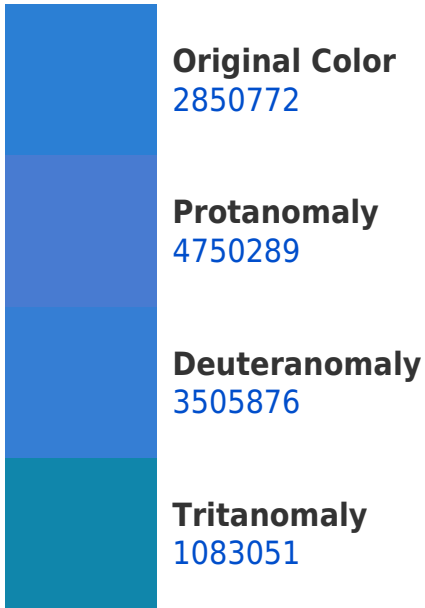 Original Color
2850772
Protanomaly
4750289
Deuteranomaly
3505876
Tritanomaly
1083051